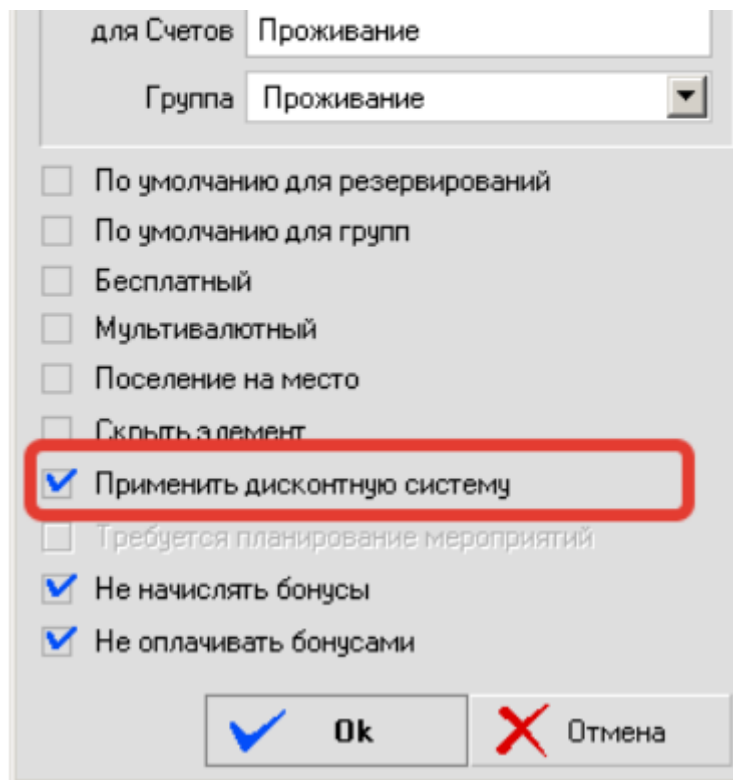 для Счетов Проживание
Группа Проживание
По умолчанию для резервирований
По умолчанию для групп
Бесплатный
Мультивалютный
Поселение на место
Скрыть элемент
Применить дисконтную систему
Требуется планирование мероприятий
Не начислять бонусы
Не оплачивать бонусами
Ok Отмена